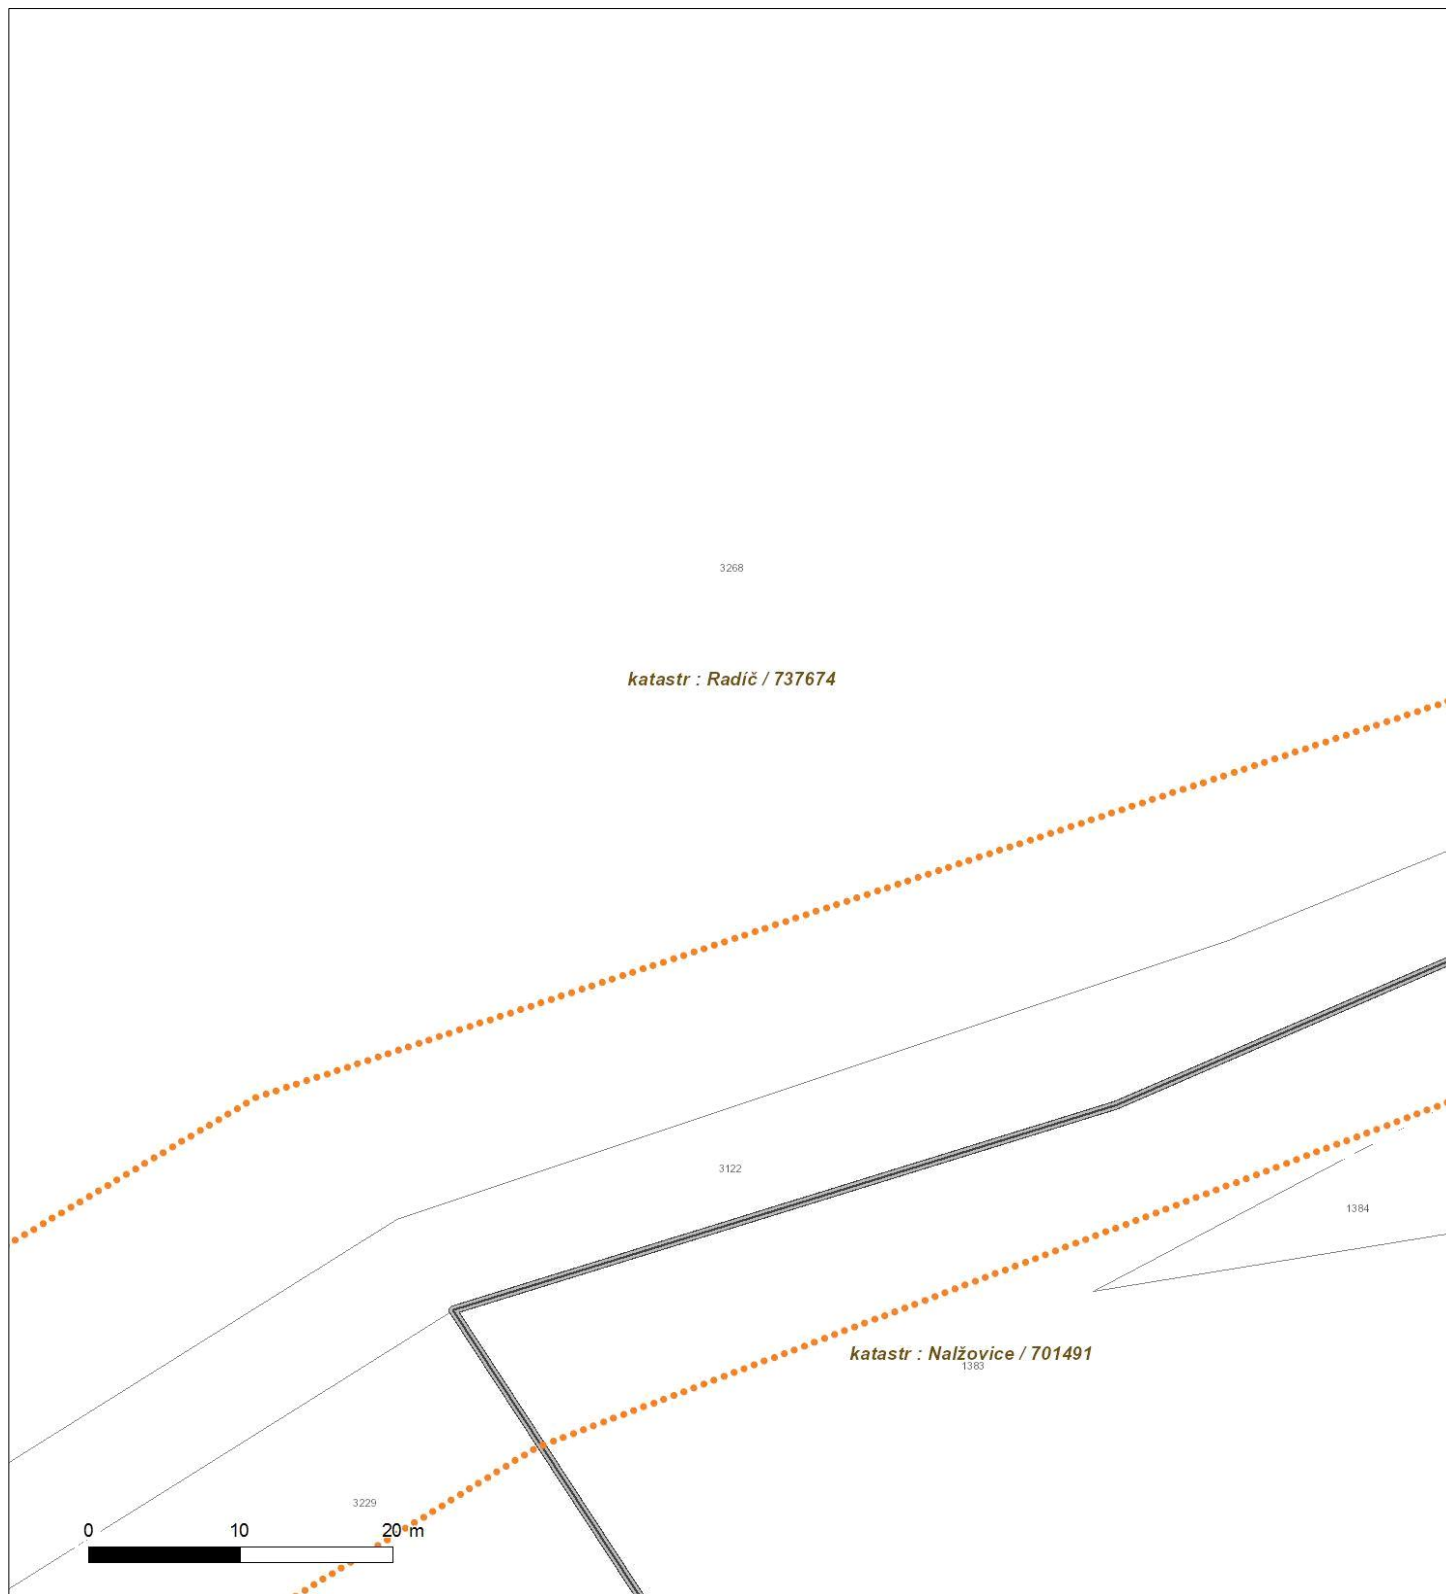 3268
katastr : Radíč / 737674
3122
1384
katastr : Nalžovice / 701491
1383
3229
0 10 20 m